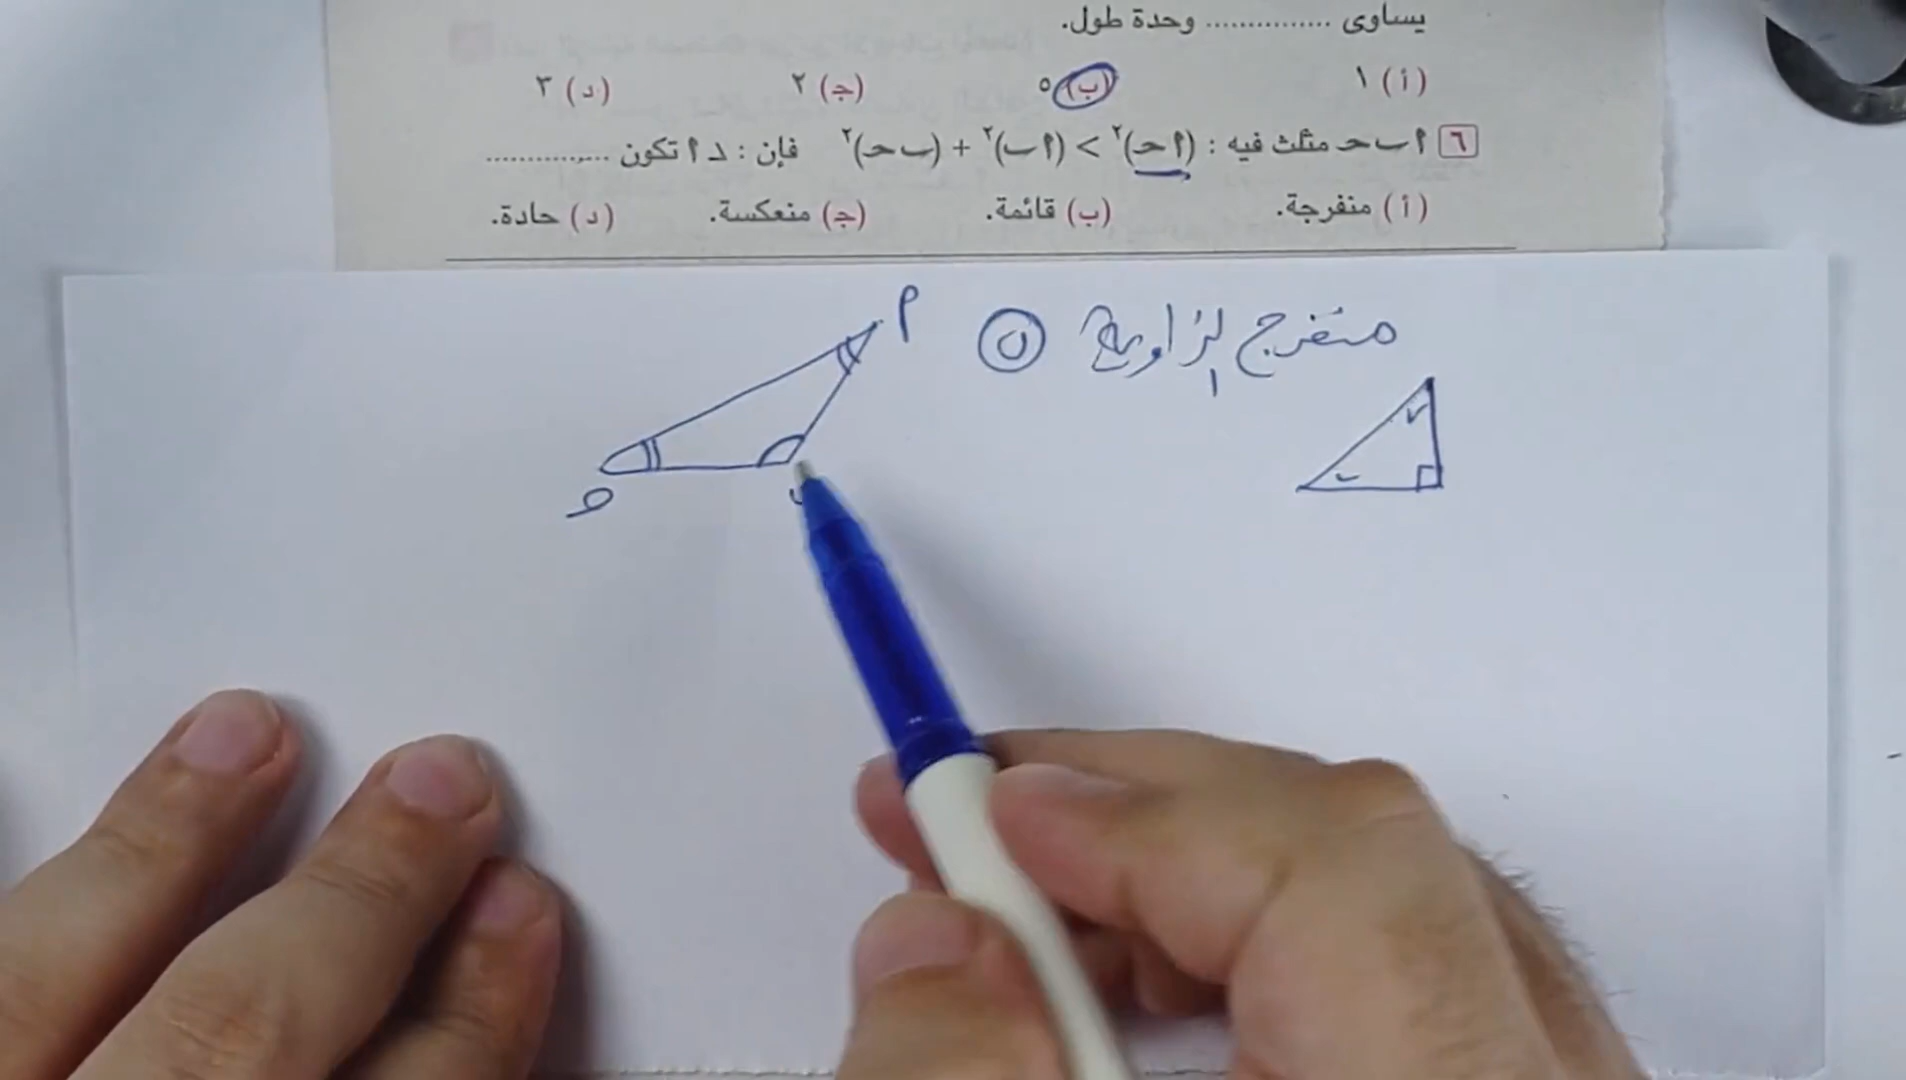 يساوى ............... وحدة طول.
(أ) ١ (ب) ٥ (جـ) ٢ (د) ٣
٦ ا ب حـ مثلث فيه : (ا حـ)٢ > (ا ب)٢ + (ب حـ)٢ فإن : د ا تكون ...............
(أ) منفرجة. (ب) قائمة. (جـ) منعكسة. (د) حادة.
منفرج الزاوية ب
ا
حـ